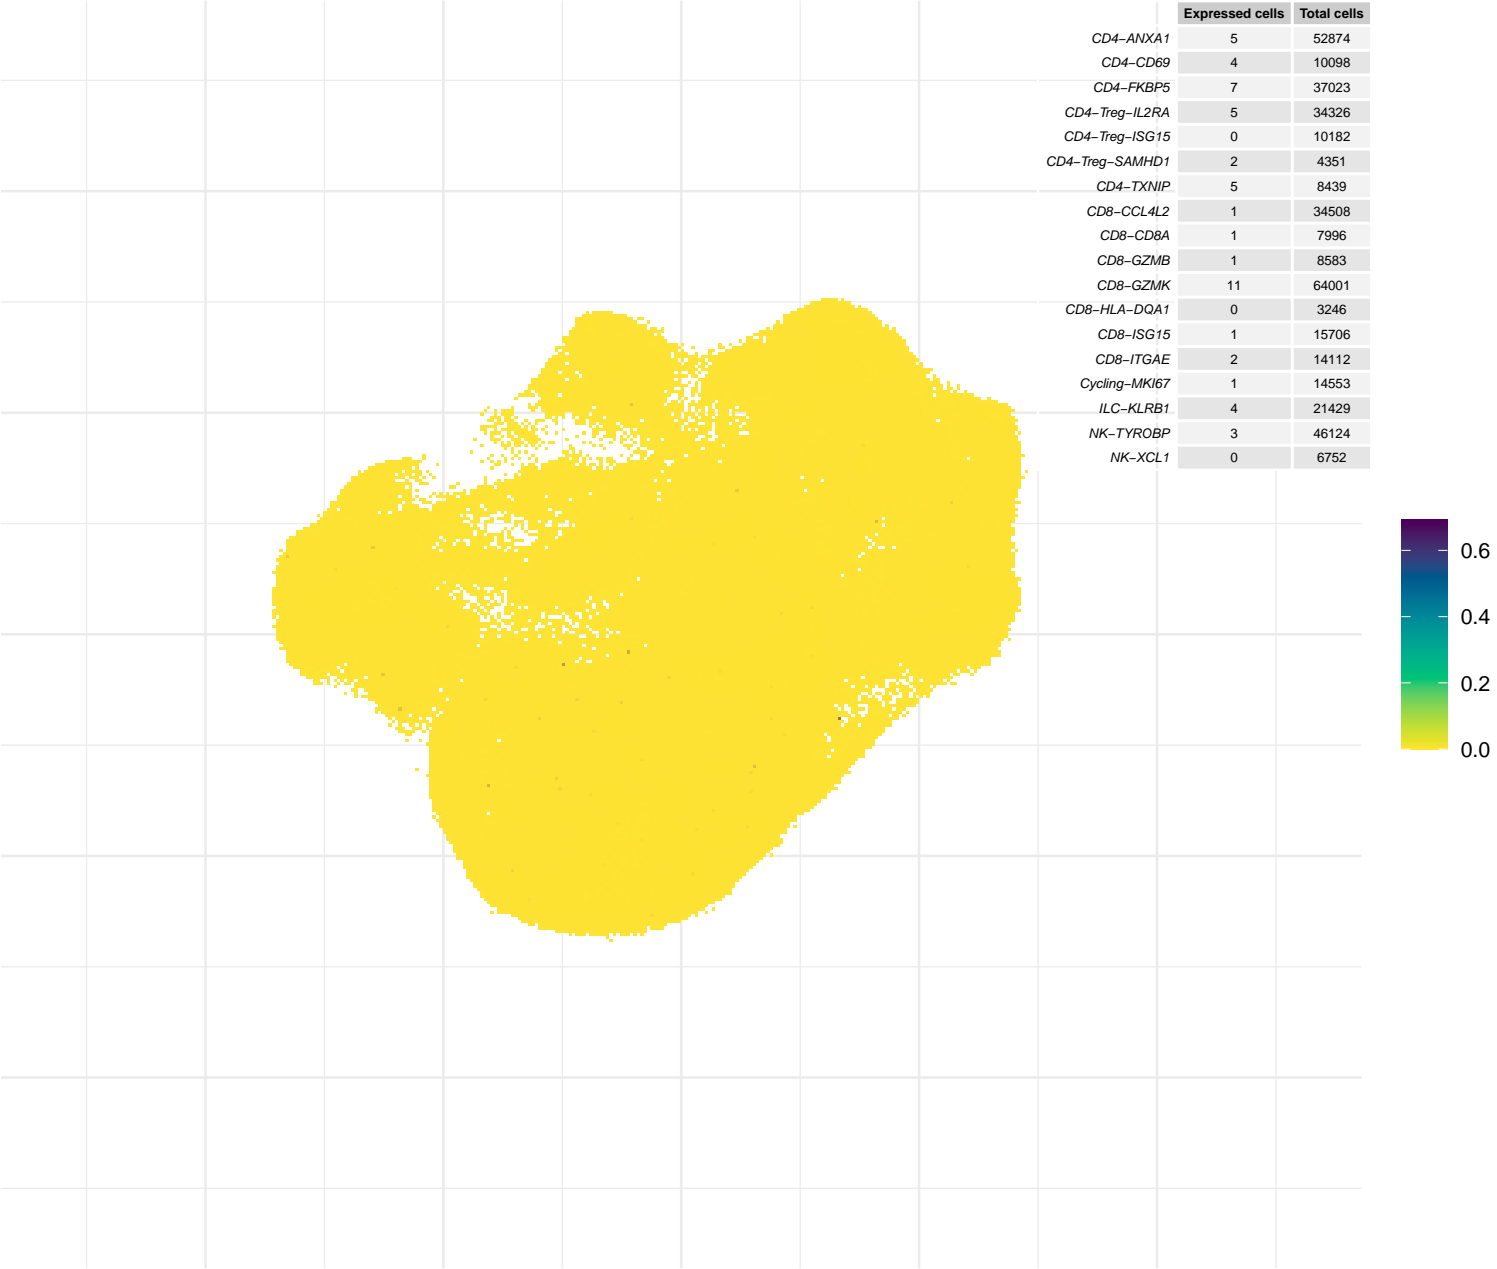 Expressed cells Total cells
CD4−ANXA1 5 52874
CD4−CD69 4 10098
CD4−FKBP5 7 37023
CD4−Treg−IL2RA 5 34326
CD4−Treg−ISG15 0 10182
CD4−Treg−SAMHD1 2 4351
CD4−TXNIP 5 8439
CD8−CCL4L2 1 34508
CD8−CD8A 1 7996
CD8−GZMB 1 8583
CD8−GZMK 11 64001
CD8−HLA−DQA1 0 3246
CD8−ISG15 1 15706
CD8−ITGAE 2 14112
Cycling−MKI67 1 14553
ILC−KLRB1 4 21429
NK−TYROBP 3 46124
NK−XCL1 0 6752
0.6
0.4
0.2
0.0